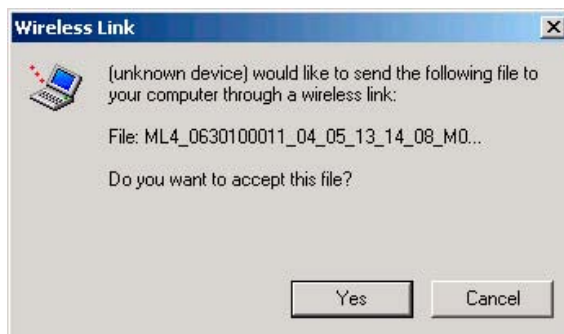 Wireless Link
(unknown device) would like to send the following file to
your computer through a wireless link:
File: ML4_0630100011_04_05_13_14_08_M0...
Do you want to accept this file?
Yes
Cancel